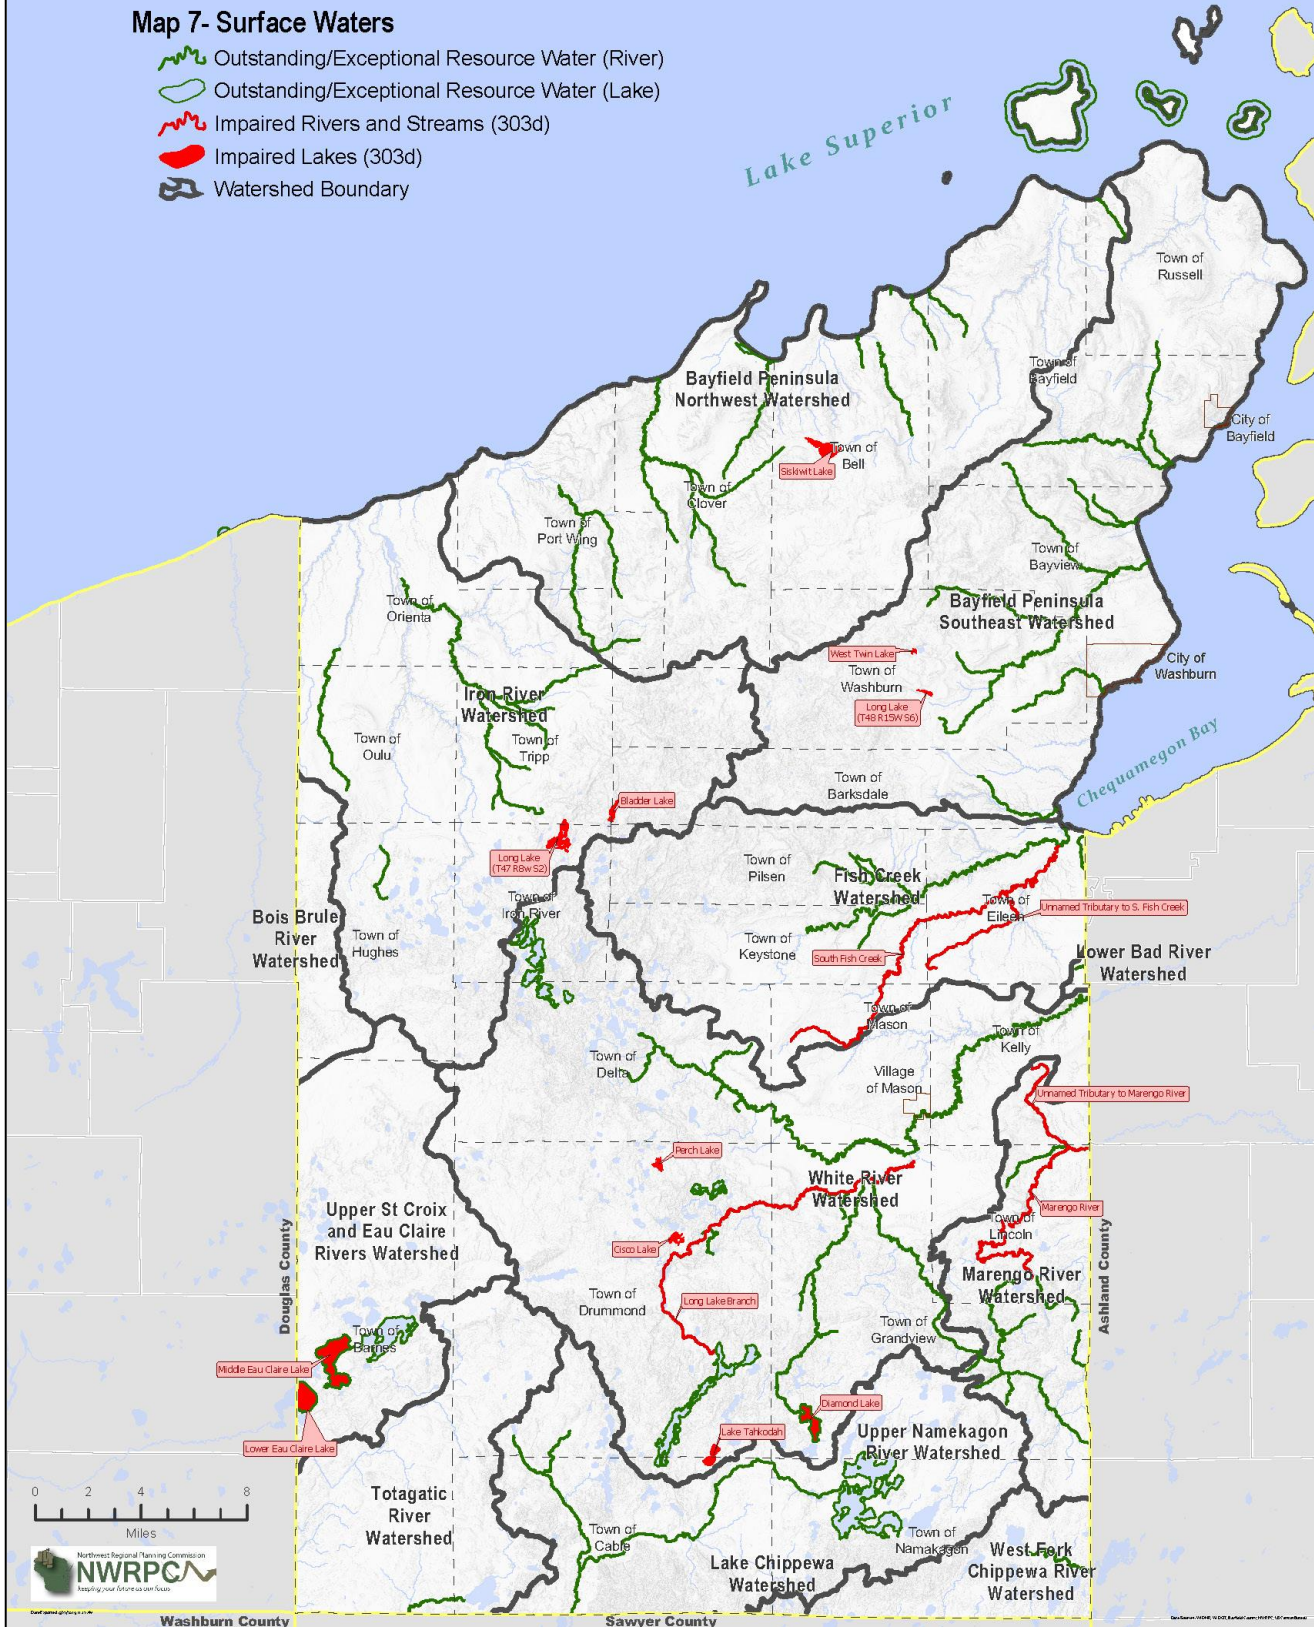 Map 7- Surface Waters
Outstanding/Exceptional Resource Water (River)
Outstanding/Exceptional Resource Water (Lake)
Impaired Rivers and Streams (303d)
Impaired Lakes (303d)
Watershed Boundary
Lake Superior
Town of
Russell
Town of
Bayfield
City of
Bayfield
Bayfield Peninsula
Northwest Watershed
Town of
Bell
Siskiwit Lake
Town of
Clover
Town of
Port Wing
Town of
Bayview
Town of
Orienta
Bayfield Peninsula
Southeast Watershed
West Twin Lake
Town of
Washburn
City of
Washburn
Long Lake
(T48 R15W S6)
Iron River
Watershed
Town of
Oulu
Town of
Tripp
Chequamegon Bay
Town of
Barksdale
Bladder Lake
Long Lake
(T47 R8w S2)
Town of
Pilsen
Fish Creek
Watershed
Town of
Iron River
Town of
Eileen
Unnamed Tributary to S. Fish Creek
Bois Brule
River
Watershed
Town of
Hughes
Town of
Keystone
South Fish Creek
Lower Bad River
Watershed
Town of
Mason
Town of
Kelly
Town of
Delta
Village
of Mason
Unnamed Tributary to Marengo River
Perch Lake
White River
Watershed
Upper St Croix
and Eau Claire
Rivers Watershed
Marengo River
Town of
Lincoln
Cisco Lake
Marengo River
Watershed
Douglas County
Ashland County
Town of
Drummond
Long Lake Branch
Town of
Grandview
Town of
Barnes
Middle Eau Claire Lake
Diamond Lake
Lower Eau Claire Lake
Lake Tahkodah
Upper Namekagon
River Watershed
0 2 4 8
Miles
Totagatic
River
Watershed
Town of
Cable
Town of
Namakagon
Lake Chippewa
Watershed
West Fork
Chippewa River
Watershed
Northwest Regional Planning Commission
NWRPC
keeping your future as our focus
Washburn County
Sawyer County